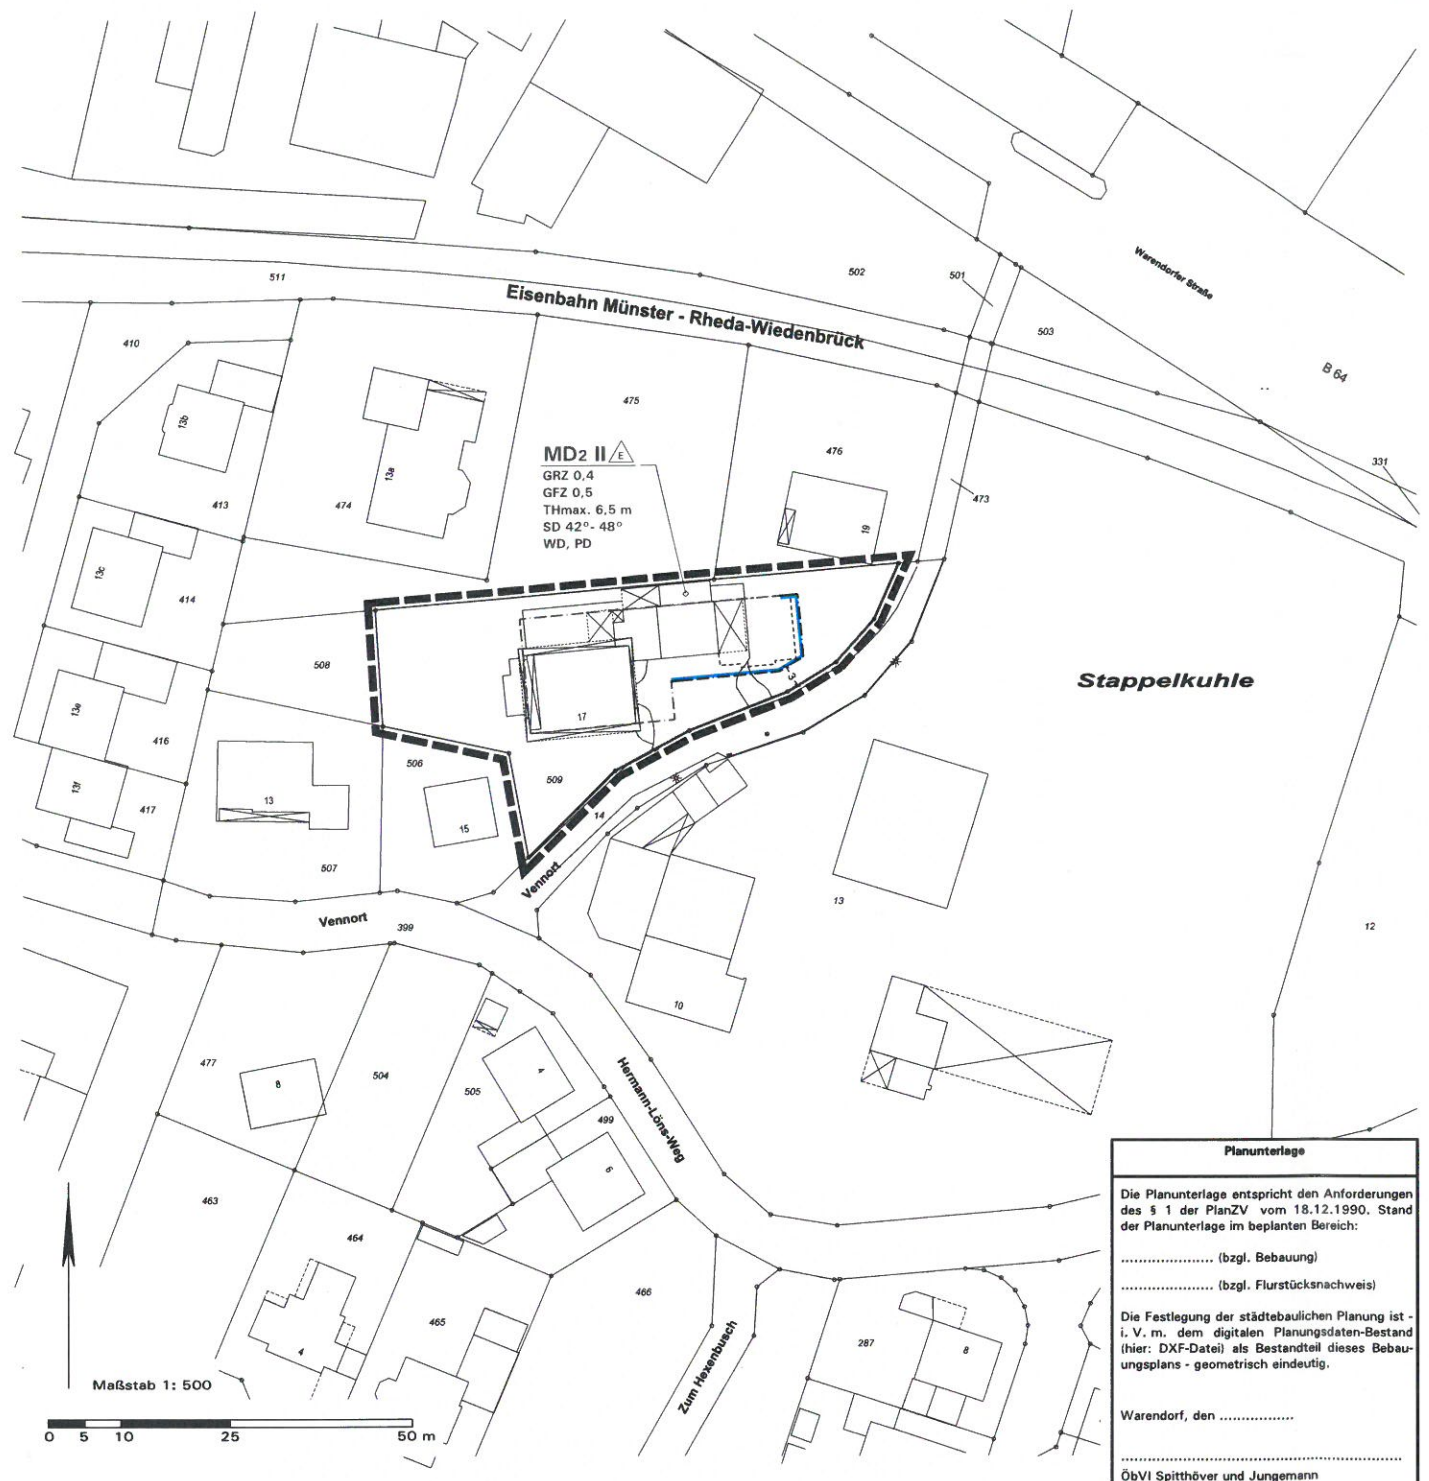 Warendorfer Straße
502
501
511
Eisenbahn Münster - Rheda-Wiedenbrück
503
410
B 64
475
13b
476
MD2 II E
331
13a
GRZ 0,4
GFZ 0,5
473
413
474
THmax. 6,5 m
19
SD 42°- 48°
WD, PD
13c
414
508
Stappelkuhle
3
13e
17
416
506
509
13f
13
417
14
15
507
Vennort
13
Vennort
399
12
10
477
8
504
4
505
Hermann-Löns-Weg
499
6
Planunterlage
Die Planunterlage entspricht den Anforderungen
des § 1 der PlanZV vom 18.12.1990. Stand
der Planunterlage im beplanten Bereich:
.................... (bzgl. Bebauung)
.................... (bzgl. Flurstücksnachweis)
Die Festlegung der städtebaulichen Planung ist -
i. V. m. dem digitalen Planungsdaten-Bestand
(hier: DXF-Datei) als Bestandteil dieses Bebau-
ungsplans - geometrisch eindeutig.
Warendorf, den ................
ÖbVI Spitthöver und Jungemann
463
464
466
465
287
8
4
Zum Hexenbusch
Maßstab 1: 500
0 5 10 25 50 m